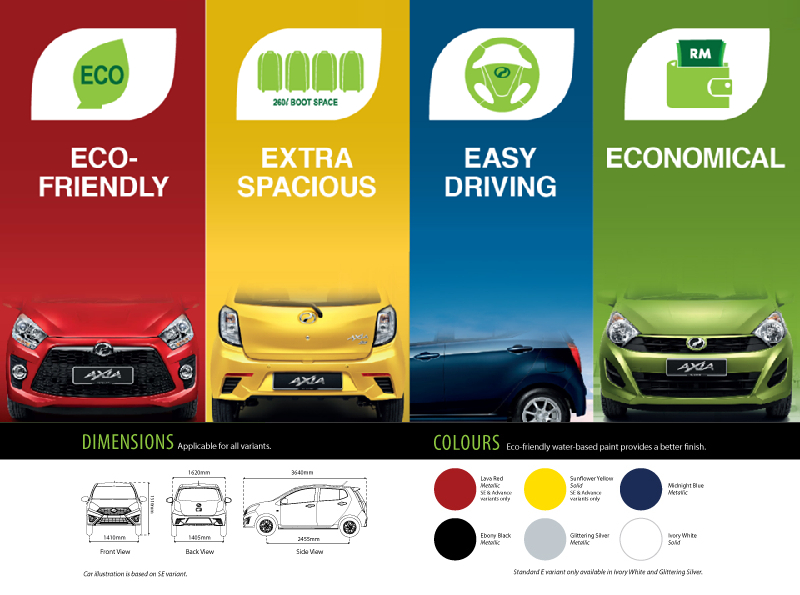 ECO
260l BOOT SPACE
RM
ECO-
FRIENDLY
EXTRA
SPACIOUS
EASY
DRIVING
ECONOMICAL
AXIA
AXIA
AXIA
DIMENSIONS Applicable for all variants.
COLOURS Eco-friendly water-based paint provides a better finish.
1620mm
3640mm
1510mm
1410mm
1405mm
2455mm
Front View
Back View
Side View
Car illustration is based on SE variant.
Lava Red
Metallic
SE & Advance
variants only
Sunflower Yellow
Solid
SE & Advance
variants only
Midnight Blue
Metallic
Ebony Black
Metallic
Glittering Silver
Metallic
Ivory White
Solid
Standard E variant only available in Ivory White and Glittering Silver.